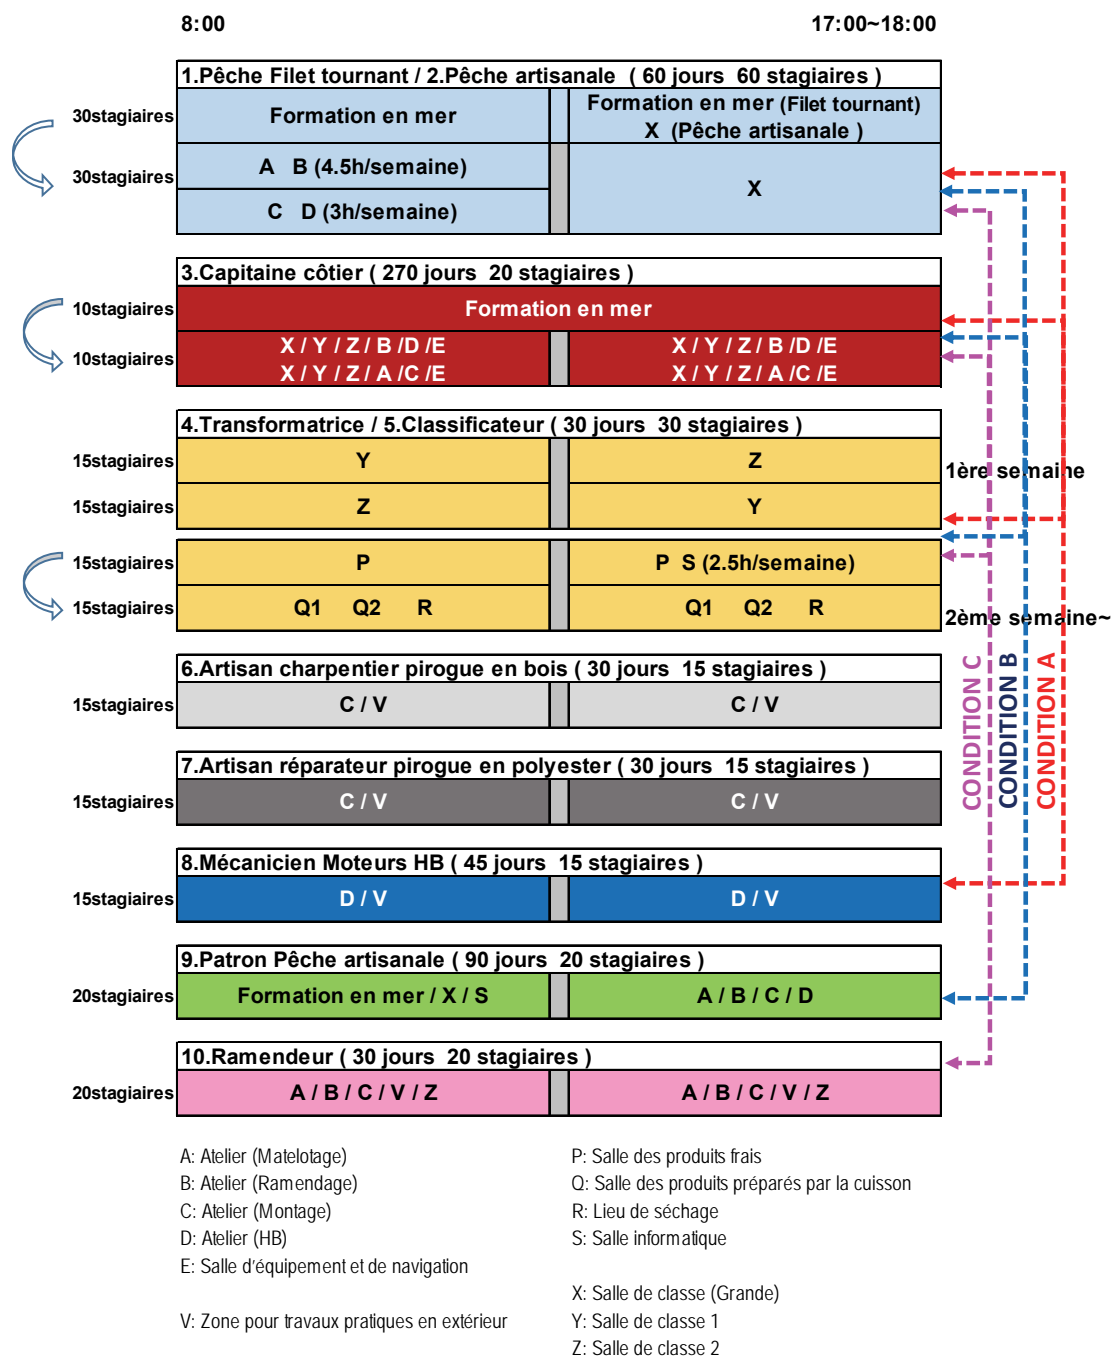 8:00 17:00~18:00
1.Pêche Filet tournant / 2.Pêche artisanale ( 60 jours 60 stagiaires )
30stagiaires
Formation en mer
Formation en mer (Filet tournant)
X (Pêche artisanale )
30stagiaires
A B (4.5h/semaine)
C D (3h/semaine)
X
3.Capitaine côtier ( 270 jours 20 stagiaires )
10stagiaires
Formation en mer
10stagiaires
X / Y / Z / B /D /E
X / Y / Z / A /C /E
X / Y / Z / B /D /E
X / Y / Z / A /C /E
4.Transformatrice / 5.Classificateur ( 30 jours 30 stagiaires )
15stagiaires
Y
Z
1ère semaine
15stagiaires
Z
Y
15stagiaires
P
P S (2.5h/semaine)
15stagiaires
Q1 Q2 R
Q1 Q2 R
2ème semaine~
6.Artisan charpentier pirogue en bois ( 30 jours 15 stagiaires )
15stagiaires
C / V
C / V
CONDITION C
CONDITION B
CONDITION A
7.Artisan réparateur pirogue en polyester ( 30 jours 15 stagiaires )
15stagiaires
C / V
C / V
8.Mécanicien Moteurs HB ( 45 jours 15 stagiaires )
15stagiaires
D / V
D / V
9.Patron Pêche artisanale ( 90 jours 20 stagiaires )
20stagiaires
Formation en mer / X / S
A / B / C / D
10.Ramendeur ( 30 jours 20 stagiaires )
20stagiaires
A / B / C / V / Z
A / B / C / V / Z
A: Atelier (Matelotage)
B: Atelier (Ramendage)
C: Atelier (Montage)
D: Atelier (HB)
E: Salle d'équipement et de navigation
V: Zone pour travaux pratiques en extérieur
P: Salle des produits frais
Q: Salle des produits préparés par la cuisson
R: Lieu de séchage
S: Salle informatique
X: Salle de classe (Grande)
Y: Salle de classe 1
Z: Salle de classe 2